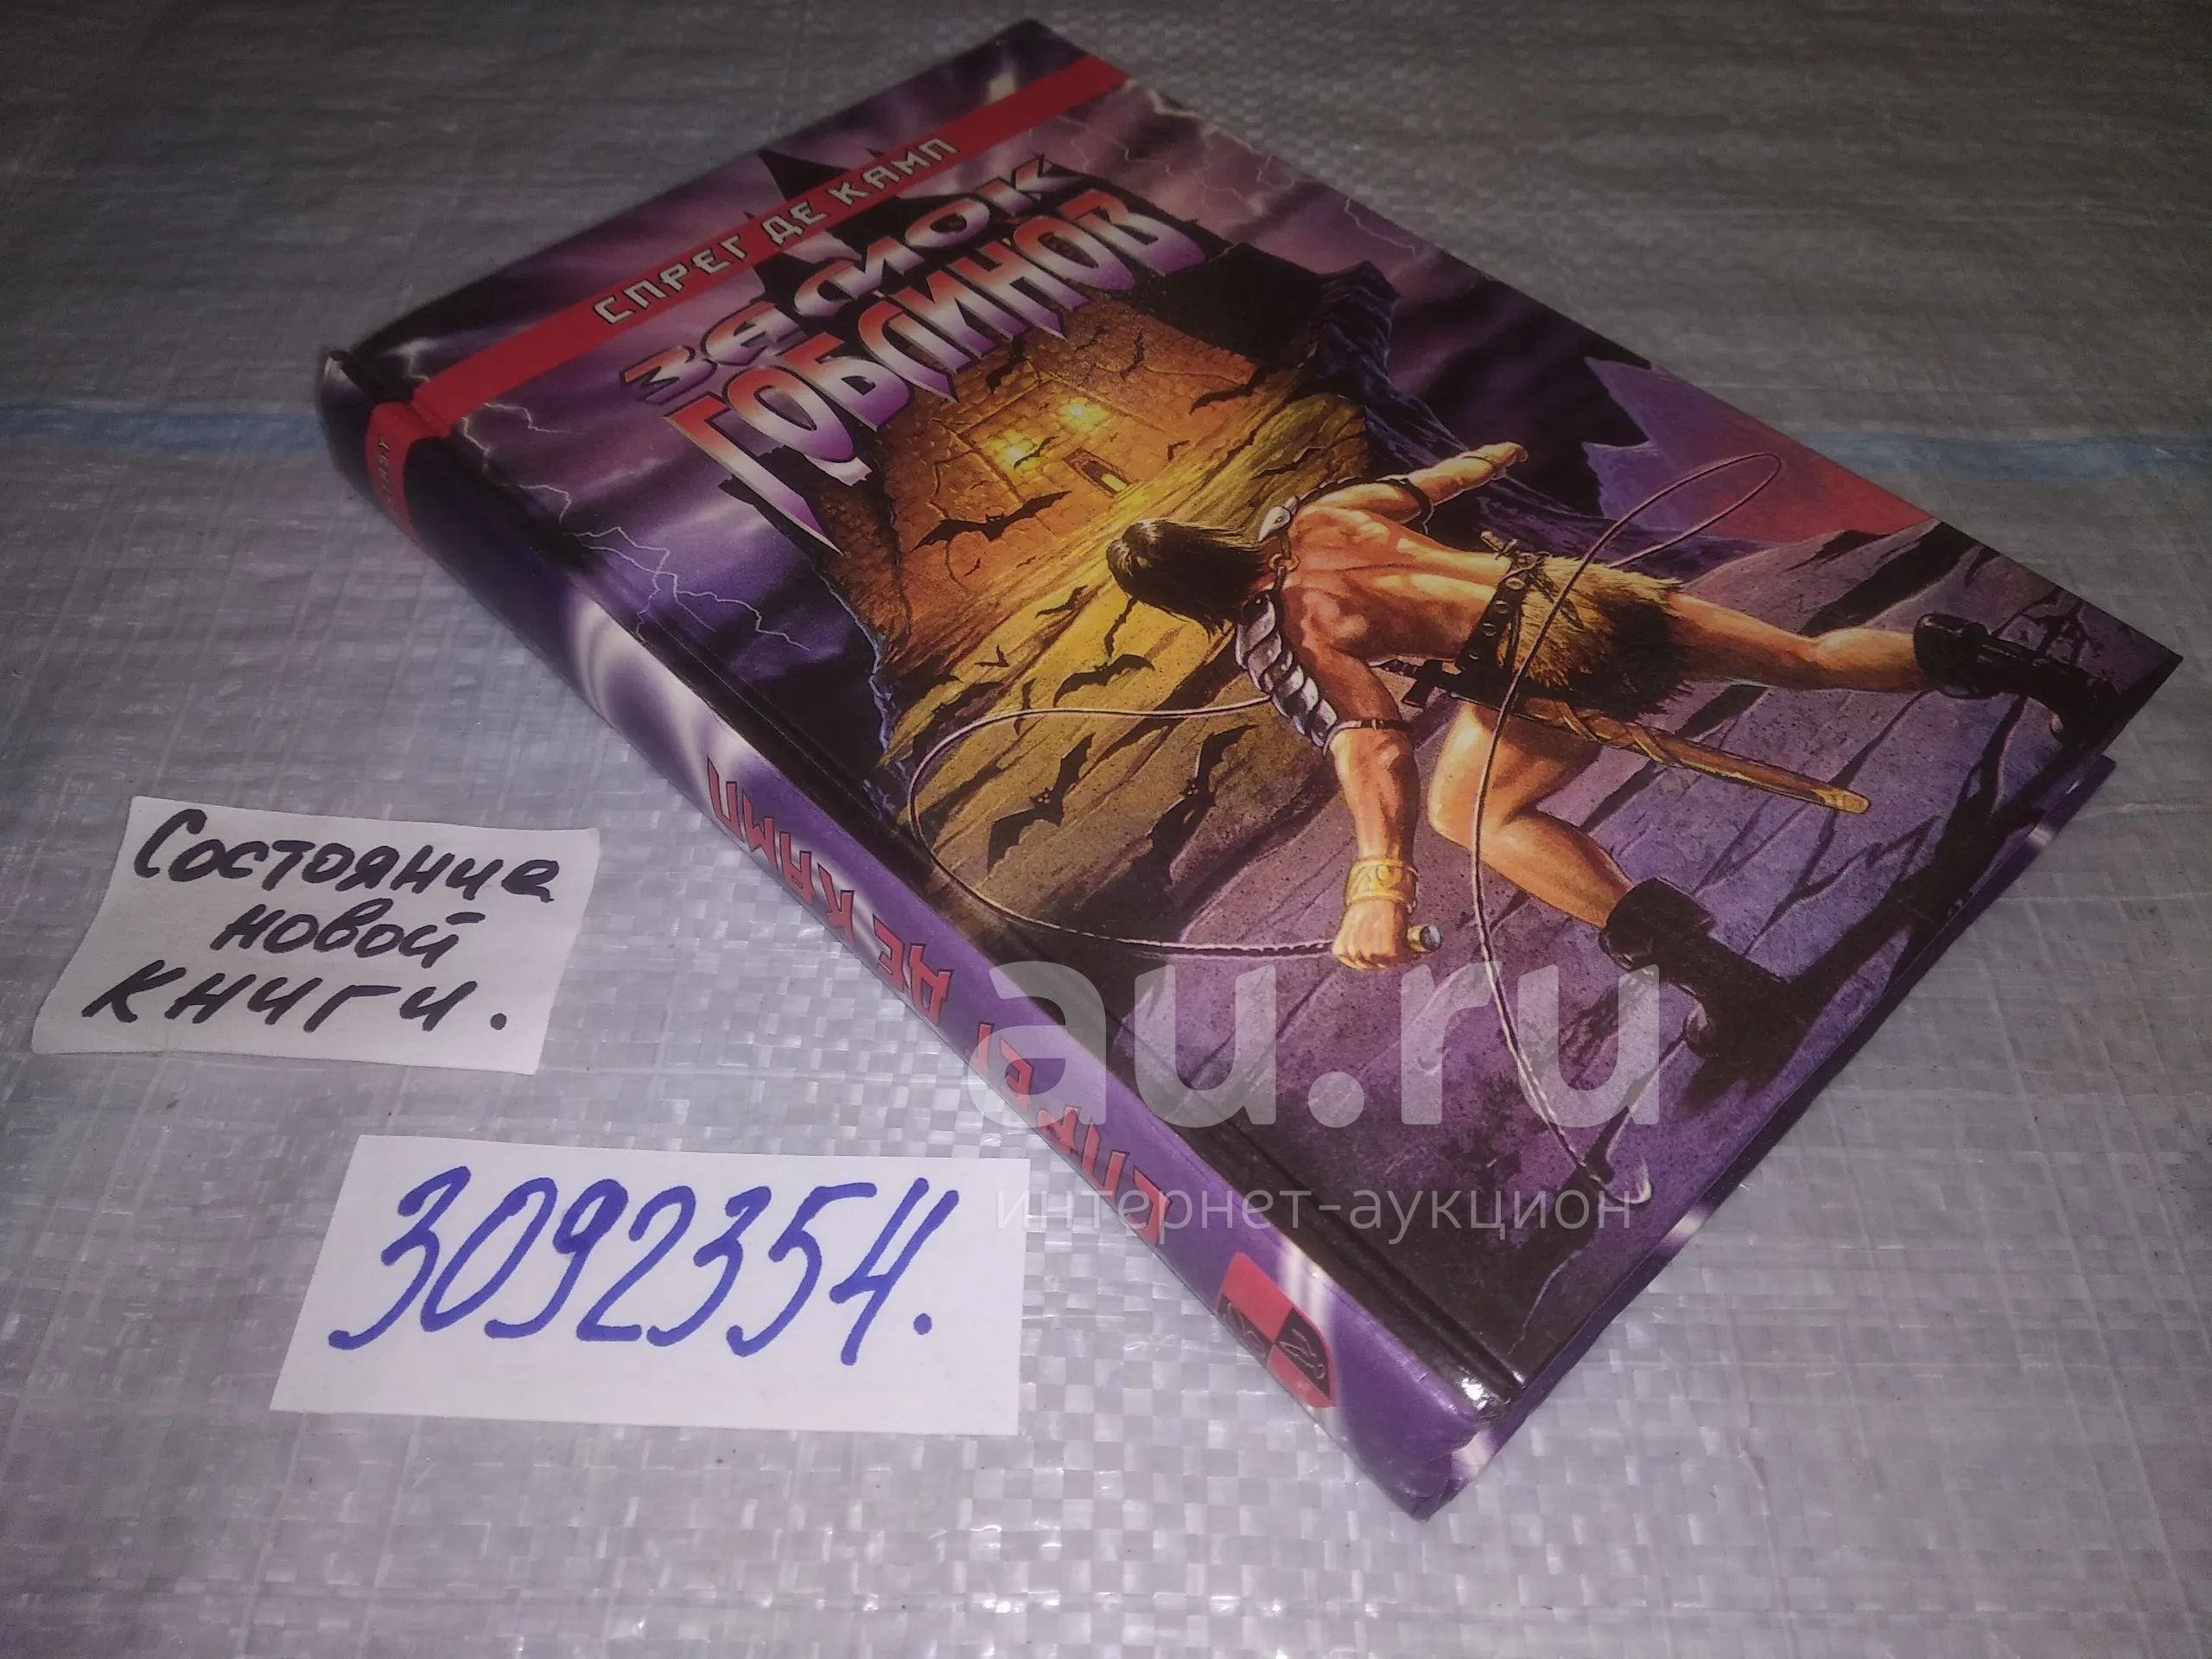 СПРЕГ ДЕ КАМП
ЗАМОК
ГОБЛИНОВ
СПРЕГ ДЕ КАМП
Состояние
новой
книги.
3092354.
au.ru
интернет-аукцион